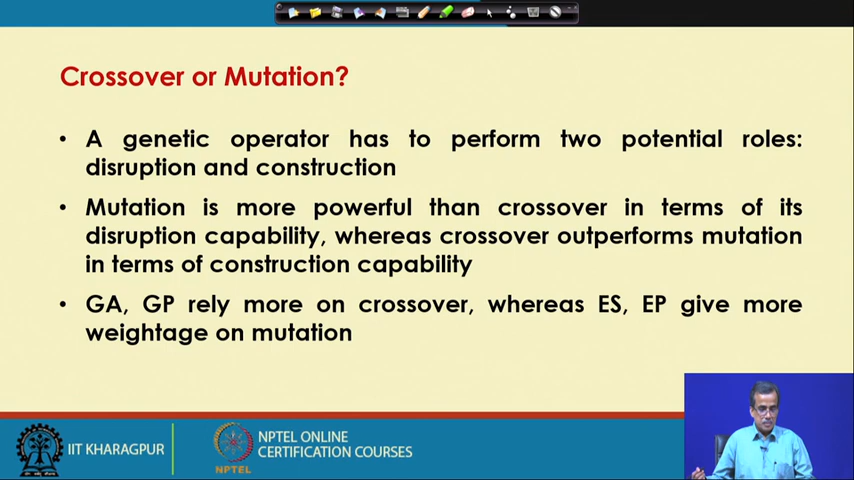 Crossover or Mutation?
• A genetic operator has to perform two potential roles:
disruption and construction
• Mutation is more powerful than crossover in terms of its
disruption capability, whereas crossover outperforms mutation
in terms of construction capability
• GA, GP rely more on crossover, whereas ES, EP give more
weightage on mutation
IIT KHARAGPUR
NPTEL
NPTEL ONLINE
CERTIFICATION COURSES